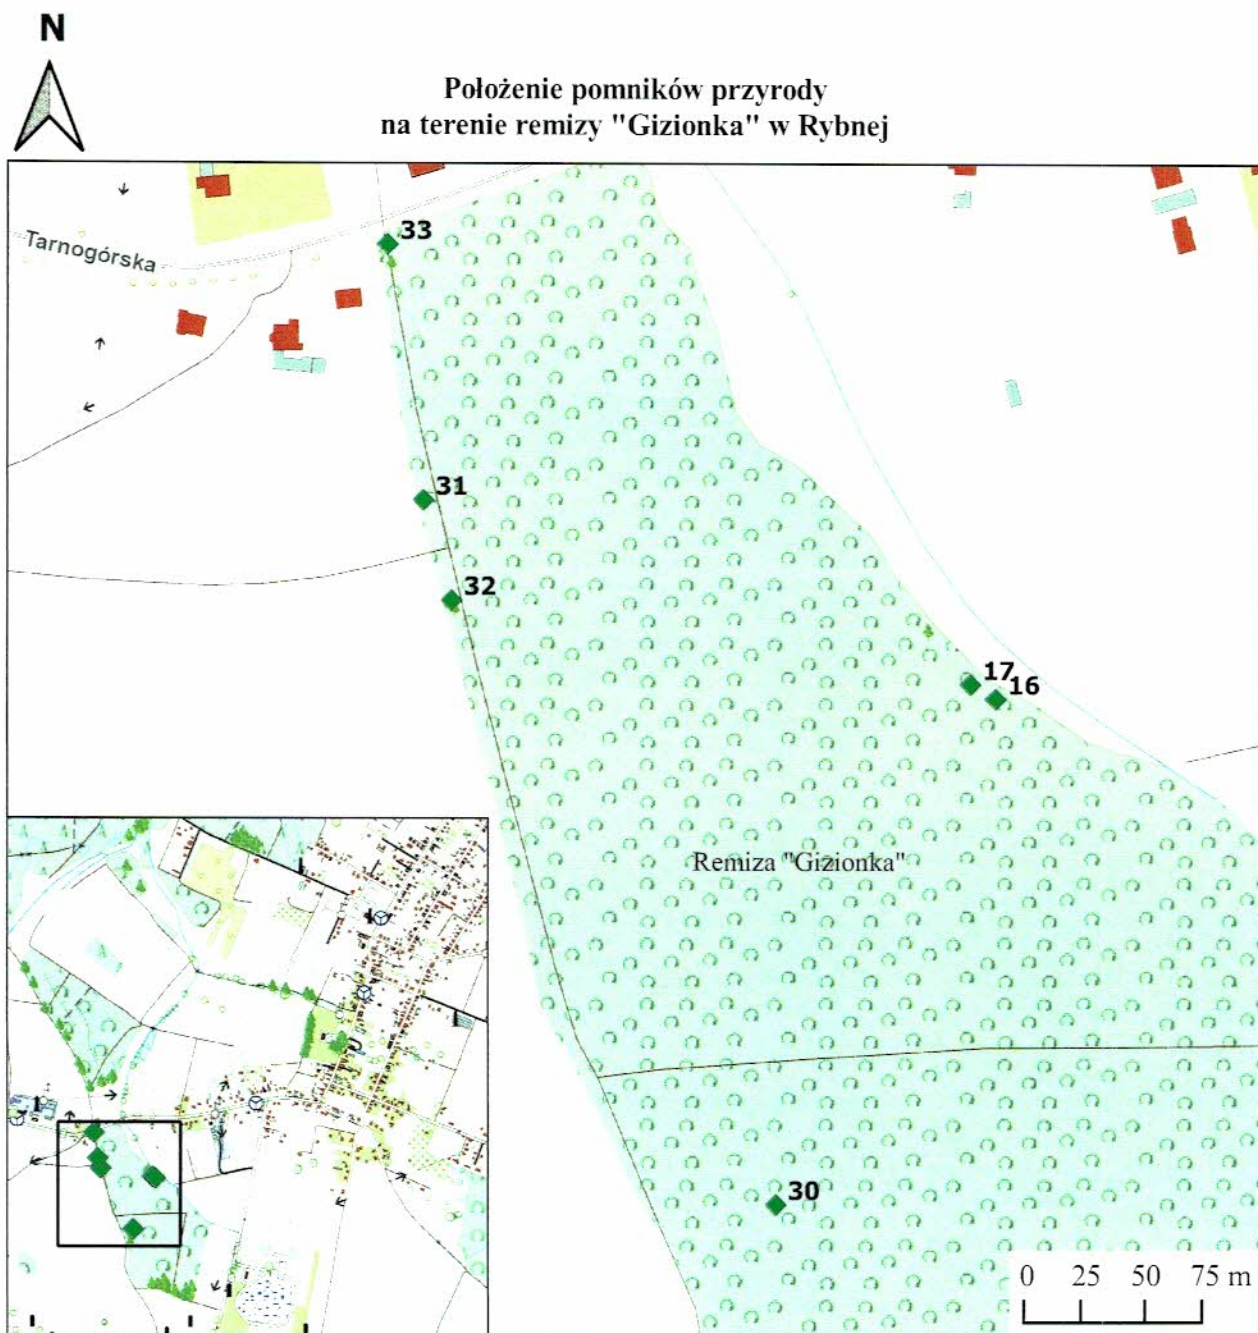 N
Położenie pomników przyrody
na terenie remizy "Gizionka" w Rybnej
Tarnogórska
33
31
32
17
16
Remiza "Gizionka"
30
0 25 50 75 m